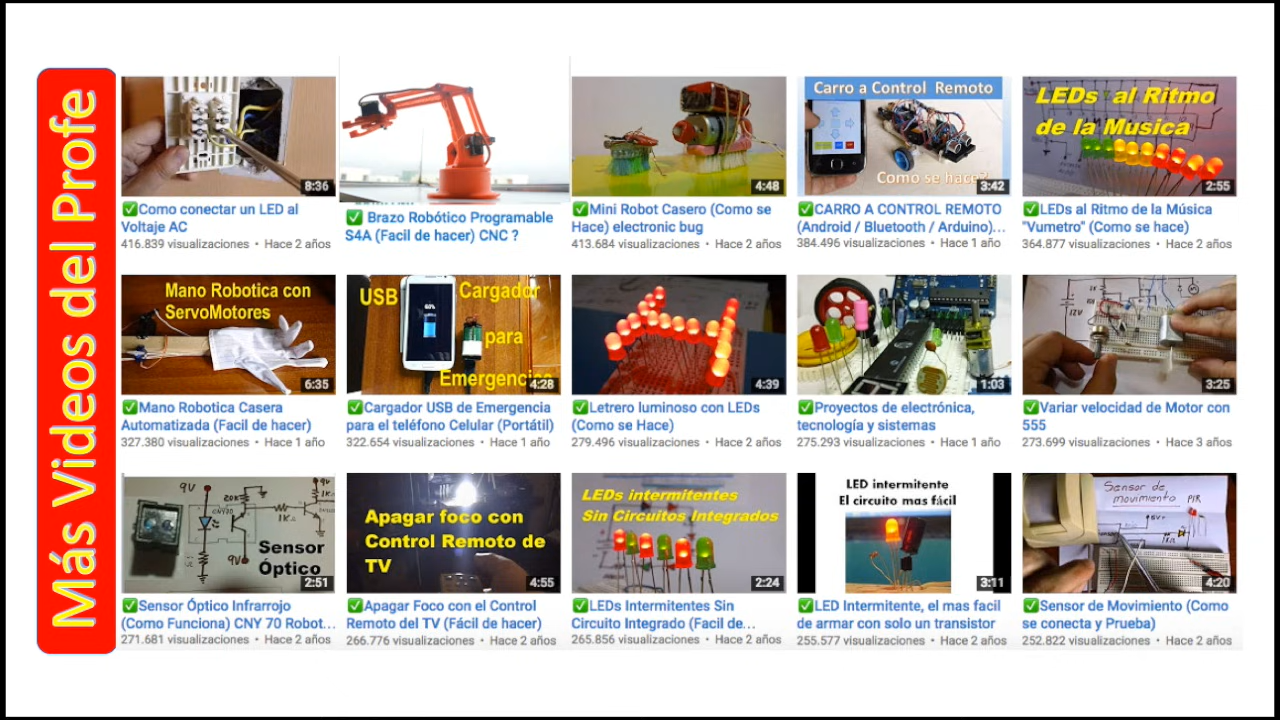 Más Videos del Profe
8:36
✅Como conectar un LED al
Voltaje AC
416.839 visualizaciones • Hace 2 años
✅ Brazo Robótico Programable
S4A (Facil de hacer) CNC ?
4:48
✅Mini Robot Casero (Como se
Hace) electronic bug
413.684 visualizaciones • Hace 2 años
Carro a Control Remoto
Como se hace?
3:42
✅CARRO A CONTROL REMOTO
(Android / Bluetooth / Arduino)...
384.496 visualizaciones • Hace 1 año
LEDs al Ritmo
de la Musica
2:55
✅LEDs al Ritmo de la Música
"Vumetro" (Como se hace)
364.877 visualizaciones • Hace 2 años
Mano Robotica con
ServoMotores
6:35
✅Mano Robotica Casera
Automatizada (Facil de hacer)
327.380 visualizaciones • Hace 1 año
USB
Cargador
60%
para
Emergencias
4:28
✅Cargador USB de Emergencia
para el teléfono Celular (Portátil)
322.654 visualizaciones • Hace 1 año
4:39
✅Letrero luminoso con LEDs
(Como se Hace)
279.496 visualizaciones • Hace 2 años
1:03
✅Proyectos de electrónica,
tecnología y sistemas
275.293 visualizaciones • Hace 1 año
12V
3:25
✅Variar velocidad de Motor con
555
273.699 visualizaciones • Hace 3 años
9V
20K
9V
CNY70
1K
1KΩ
9V
Sensor
Óptico
2:51
✅Sensor Óptico Infrarrojo
(Como Funciona) CNY 70 Robot...
271.681 visualizaciones • Hace 2 años
Apagar foco con
Control Remoto de
TV
4:55
✅Apagar Foco con el Control
Remoto del TV (Fácil de hacer)
266.776 visualizaciones • Hace 2 años
LEDs intermitentes
Sin Circuitos Integrados
2:24
✅LEDs Intermitentes Sin
Circuito Integrado (Facil de...
265.856 visualizaciones • Hace 2 años
LED intermitente
El circuito mas fácil
3:11
✅LED Intermitente, el mas facil
de armar con solo un transistor
255.577 visualizaciones • Hace 2 años
Sensor de
movimiento
PIR
5V
1KΩ
4:20
✅Sensor de Movimiento (Como
se conecta y Prueba)
252.822 visualizaciones • Hace 2 años